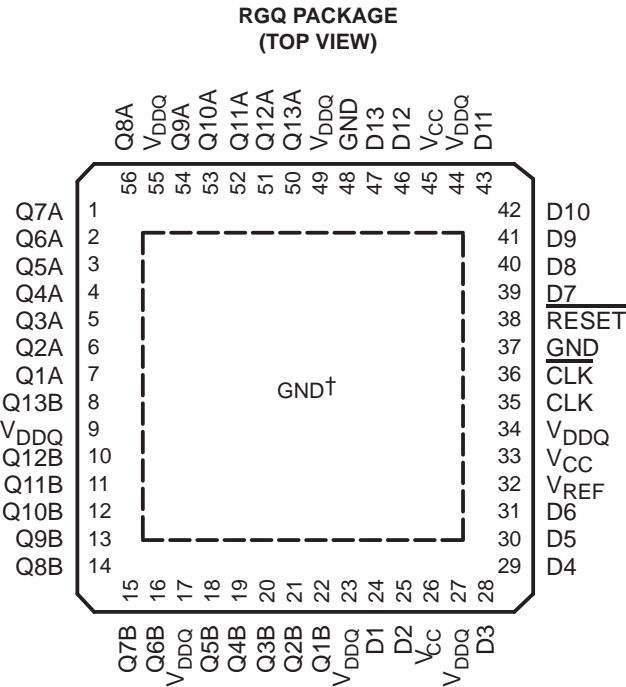 RGQ PACKAGE
(TOP VIEW)
Q8A VDDQ Q9A Q10A Q11A Q12A Q13A VDDQ GND D13 D12 VCC VDDQ D11
56 55 54 53 52 51 50 49 48 47 46 45 44 43
Q7A 1 42 D10
Q6A 2 41 D9
Q5A 3 40 D8
Q4A 4 39 D7
Q3A 5 38 R̅E̅S̅E̅T̅
Q2A 6 37 GND
Q1A 7 36 C̅L̅K̅
Q13B 8 35 CLK
VDDQ 9 34 VDDQ
Q12B 10 33 VCC
Q11B 11 32 VREF
Q10B 12 31 D6
Q9B 13 30 D5
Q8B 14 29 D4
GND†
15 16 17 18 19 20 21 22 23 24 25 26 27 28
Q7B Q6B VDDQ Q5B Q4B Q3B Q2B Q1B VDDQ D1 D2 VCC VDDQ D3